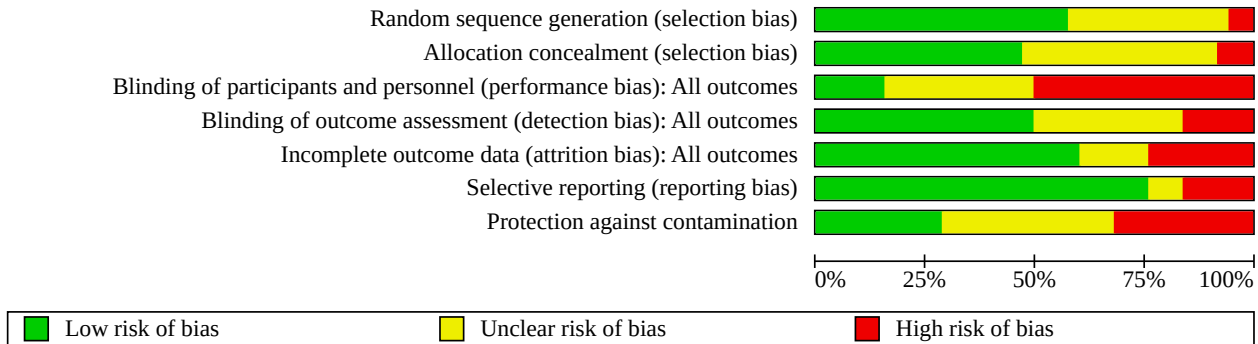 Random sequence generation (selection bias)
Allocation concealment (selection bias)
Blinding of participants and personnel (performance bias): All outcomes
Blinding of outcome assessment (detection bias): All outcomes
Incomplete outcome data (attrition bias): All outcomes
Selective reporting (reporting bias)
Protection against contamination
0% 25% 50% 75% 100%
Low risk of bias Unclear risk of bias High risk of bias